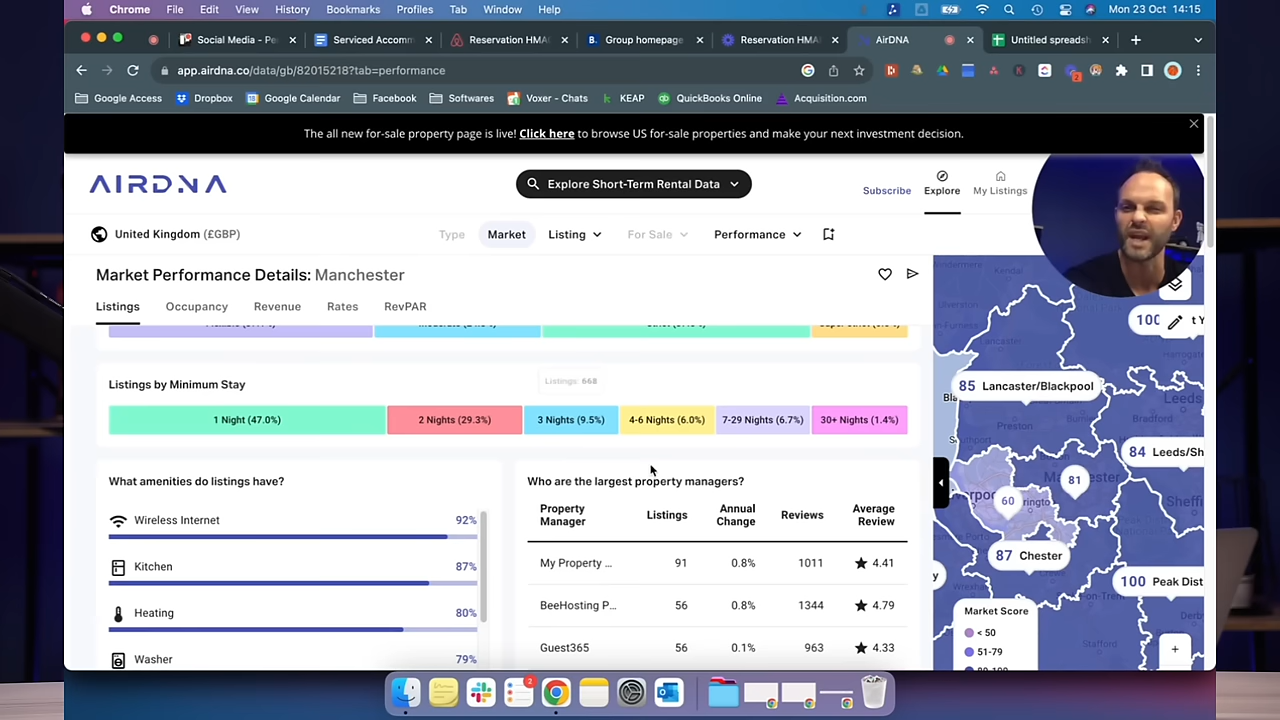 Chrome File Edit View History Bookmarks Profiles Tab Window Help Mon 23 Oct 14:15
Social Media - Pe Serviced Accomm Reservation HMA Group homepage Reservation HMA AirDNA Untitled spreadsh
app.airdna.co/data/gb/82015218?tab=performance
Google Access Dropbox Google Calendar Facebook Softwares Voxer - Chats KEAP QuickBooks Online Acquisition.com
The all new for-sale property page is live! Click here to browse US for-sale properties and make your next investment decision.
AIRDNA Explore Short-Term Rental Data Subscribe Explore My Listings
United Kingdom (£GBP) Type Market Listing For Sale Performance
Market Performance Details: Manchester
Listings Occupancy Revenue Rates RevPAR
Listings by Minimum Stay
Listings: 668
1 Night (47.0%) 2 Nights (29.3%) 3 Nights (9.5%) 4-6 Nights (6.0%) 7-29 Nights (6.7%) 30+ Nights (1.4%)
What amenities do listings have?
Wireless Internet 92%
Kitchen 87%
Heating 80%
Washer 79%
Who are the largest property managers?
Property Manager Listings Annual Change Reviews Average Review
My Property ... 91 0.8% 1011 4.41
BeeHosting P... 56 0.8% 1344 4.79
Guest365 56 0.1% 963 4.33
100 t Y
85 Lancaster/Blackpool
Preston
84 Leeds/Sh
81
60
87 Chester
100 Peak Dist
Stafford
Market Score
< 50
51-79
2
2